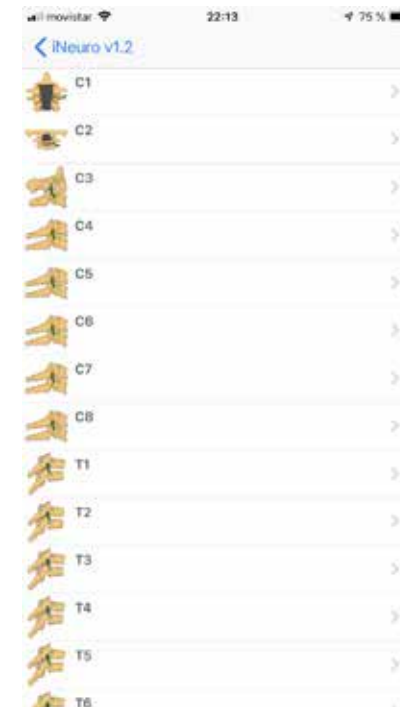 movistar 22:13 75 %
iNeuro v1.2
C1
C2
C3
C4
C5
C6
C7
C8
T1
T2
T3
T4
T5
T6